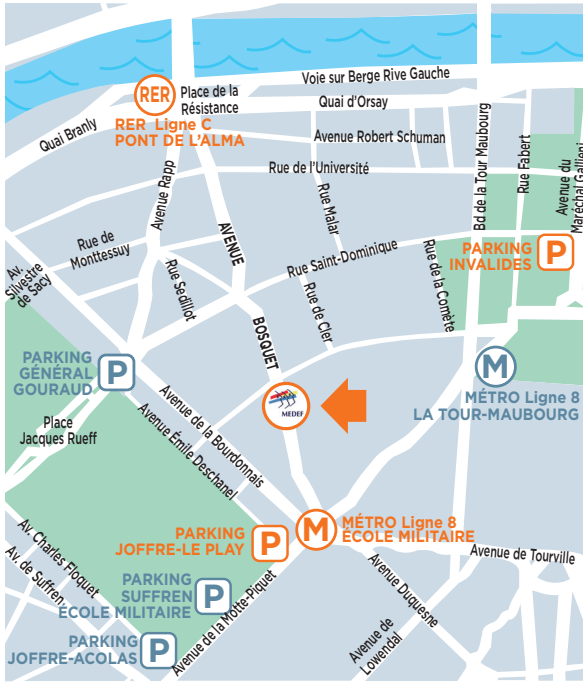 Voie sur Berge Rive Gauche
RER
Place de la
Résistance
Quai d'Orsay
RER Ligne C
PONT DE L'ALMA
Quai Branly
Avenue Robert Schuman
Bd de la Tour Maubourg
Rue Fabert
Avenue du
Maréchal Gallieni
Rue de l'Université
Avenue Rapp
Rue Malar
AVENUE
Rue de
Monttessuy
Rue Saint-Dominique
Rue de la Comète
PARKING
INVALIDES
P
Av.
Silvestre
de Sacy
Rue Sedillot
Rue de Cler
BOSQUET
PARKING
GÉNÉRAL
GOURAUD
P
M
MÉTRO Ligne 8
LA TOUR-MAUBOURG
MEDEF
Avenue de la Bourdonnais
Avenue Émile Deschanel
Place
Jacques Rueff
PARKING
JOFFRE-LE PLAY
P
M
MÉTRO Ligne 8
ÉCOLE MILITAIRE
Avenue de Tourville
Av. Charles Floquet
Av. de Suffren
PARKING
SUFFREN
ÉCOLE MILITAIRE
P
Avenue de la Motte-Piquet
Avenue Duquesne
Avenue de
Lowendal
PARKING
JOFFRE-ACOLAS
P